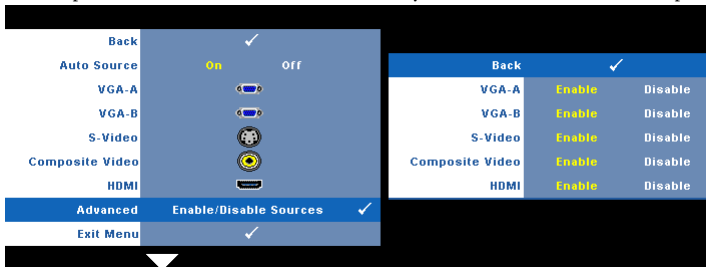 Back
Auto Source On Off
VGA-A
VGA-B
S-Video
Composite Video
HDMI
Advanced Enable/Disable Sources
Exit Menu
Back
VGA-A Enable Disable
VGA-B Enable Disable
S-Video Enable Disable
Composite Video Enable Disable
HDMI Enable Disable